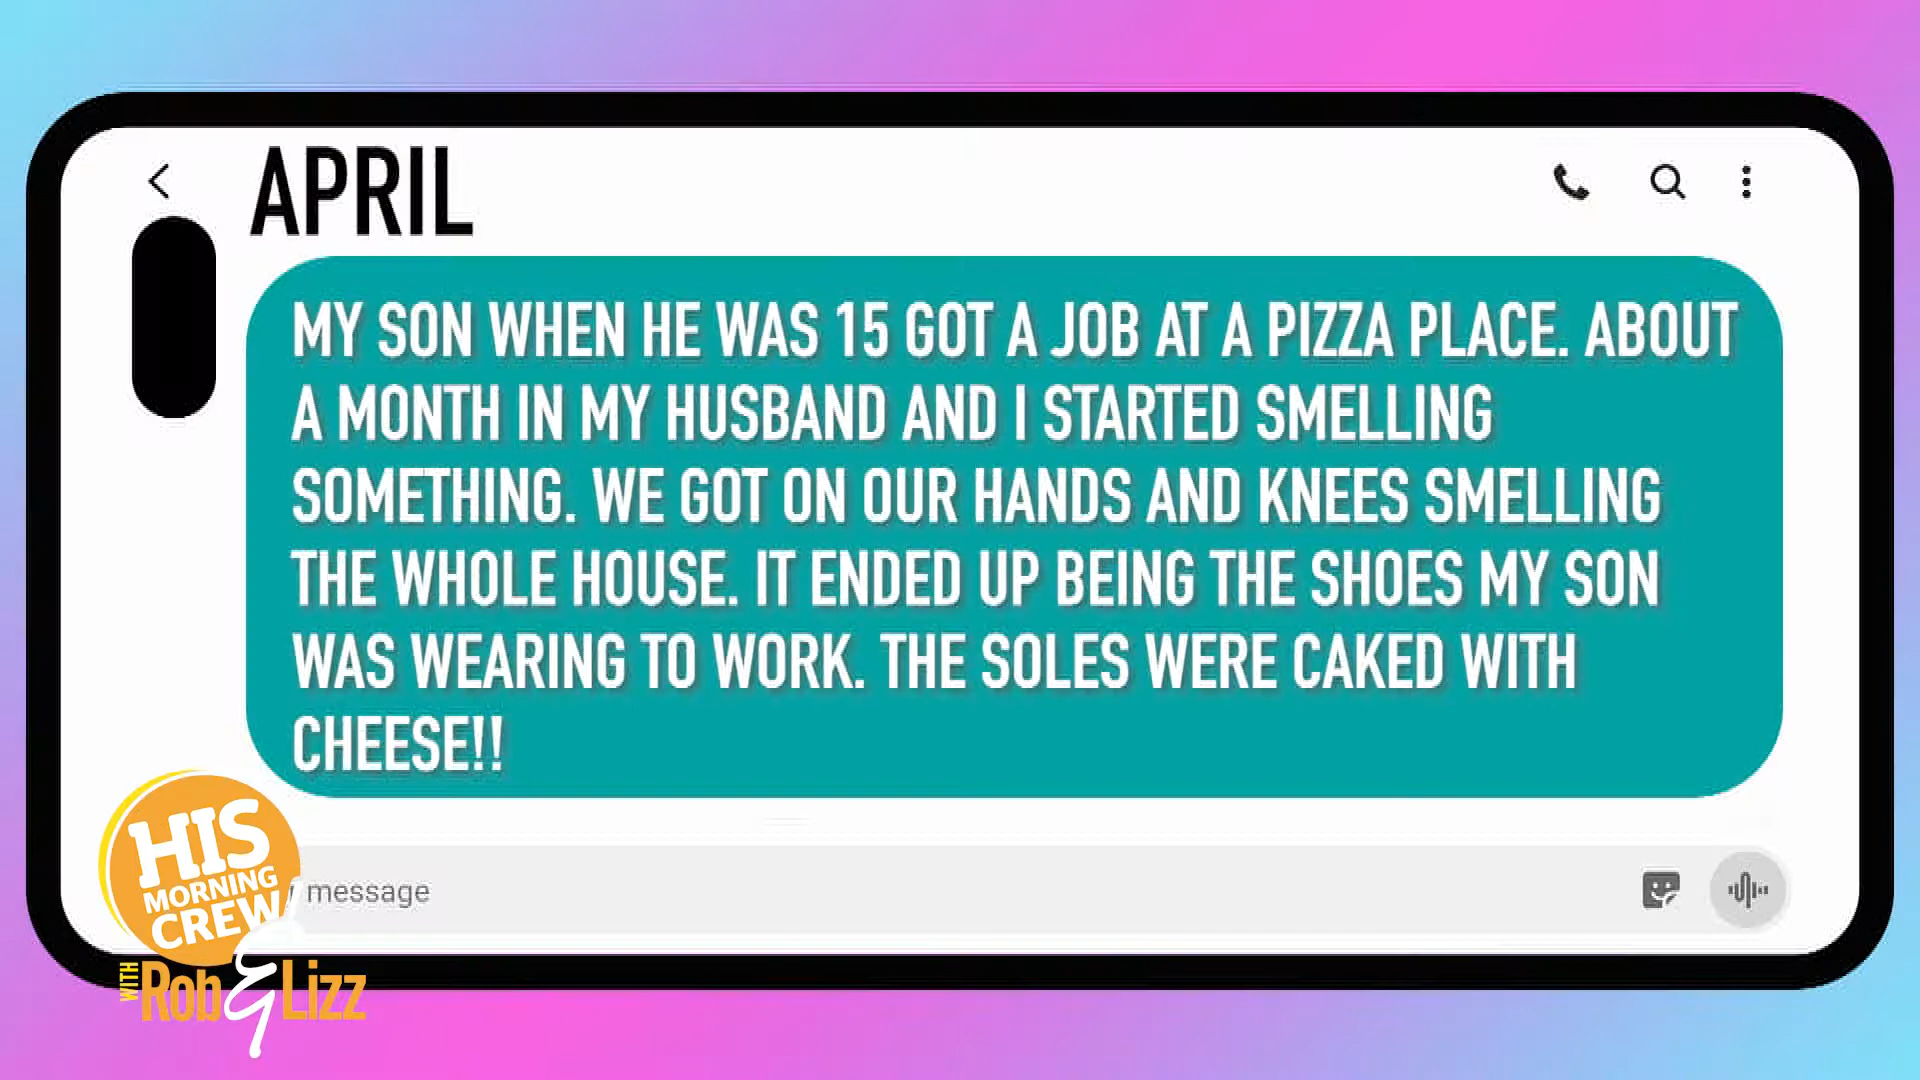 APRIL
MY SON WHEN HE WAS 15 GOT A JOB AT A PIZZA PLACE. ABOUT
A MONTH IN MY HUSBAND AND I STARTED SMELLING
SOMETHING. WE GOT ON OUR HANDS AND KNEES SMELLING
THE WHOLE HOUSE. IT ENDED UP BEING THE SHOES MY SON
WAS WEARING TO WORK. THE SOLES WERE CAKED WITH
CHEESE!!
message
HIS
MORNING
CREW
WITH Rob & Lizz